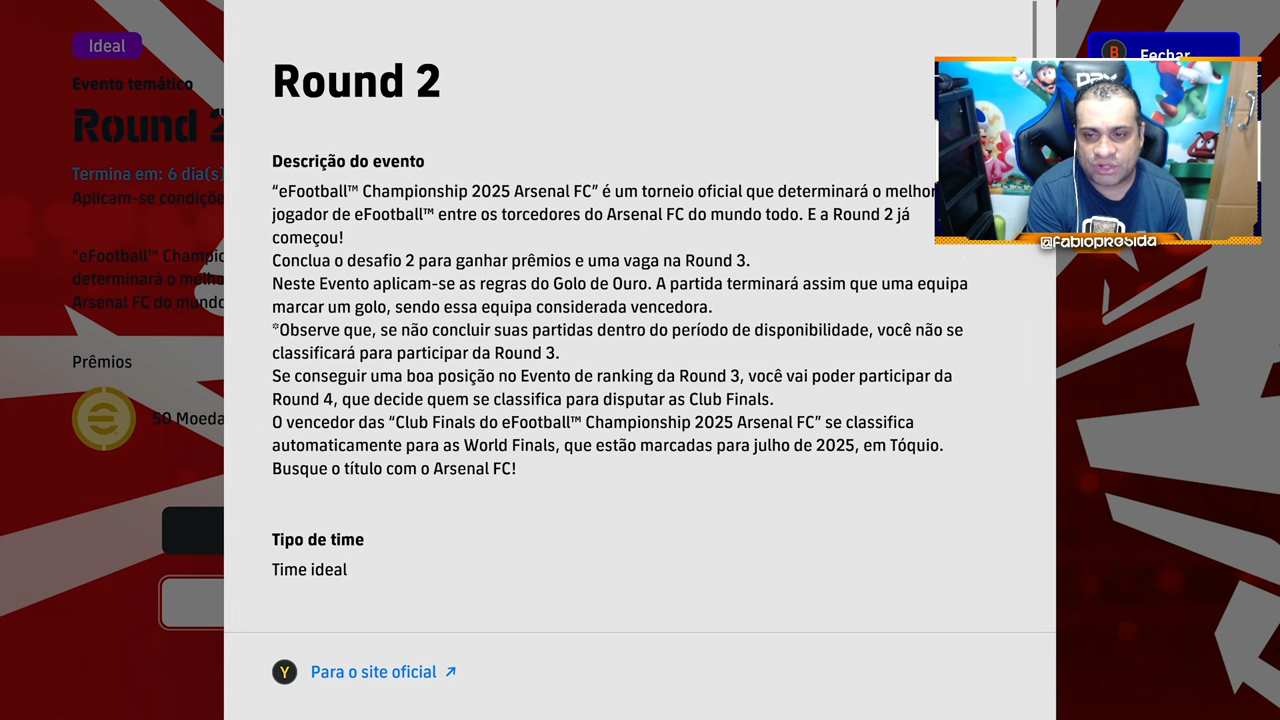 Ideal
Evento temático
Round 2
Termina em: 6 dia(s)
Aplicam-se condiçõe
Prêmios
50 Moeda
Round 2
Descrição do evento
“eFootball™ Championship 2025 Arsenal FC” é um torneio oficial que determinará o melhor
jogador de eFootball™ entre os torcedores do Arsenal FC do mundo todo. E a Round 2 já
começou!
Conclua o desafio 2 para ganhar prêmios e uma vaga na Round 3.
Neste Evento aplicam-se as regras do Golo de Ouro. A partida terminará assim que uma equipa
marcar um golo, sendo essa equipa considerada vencedora.
*Observe que, se não concluir suas partidas dentro do período de disponibilidade, você não se
classificará para participar da Round 3.
Se conseguir uma boa posição no Evento de ranking da Round 3, você vai poder participar da
Round 4, que decide quem se classifica para disputar as Club Finals.
O vencedor das “Club Finals do eFootball™ Championship 2025 Arsenal FC” se classifica
automaticamente para as World Finals, que estão marcadas para julho de 2025, em Tóquio.
Busque o título com o Arsenal FC!
Tipo de time
Time ideal
Y Para o site oficial
B Fechar
@fabiopresida